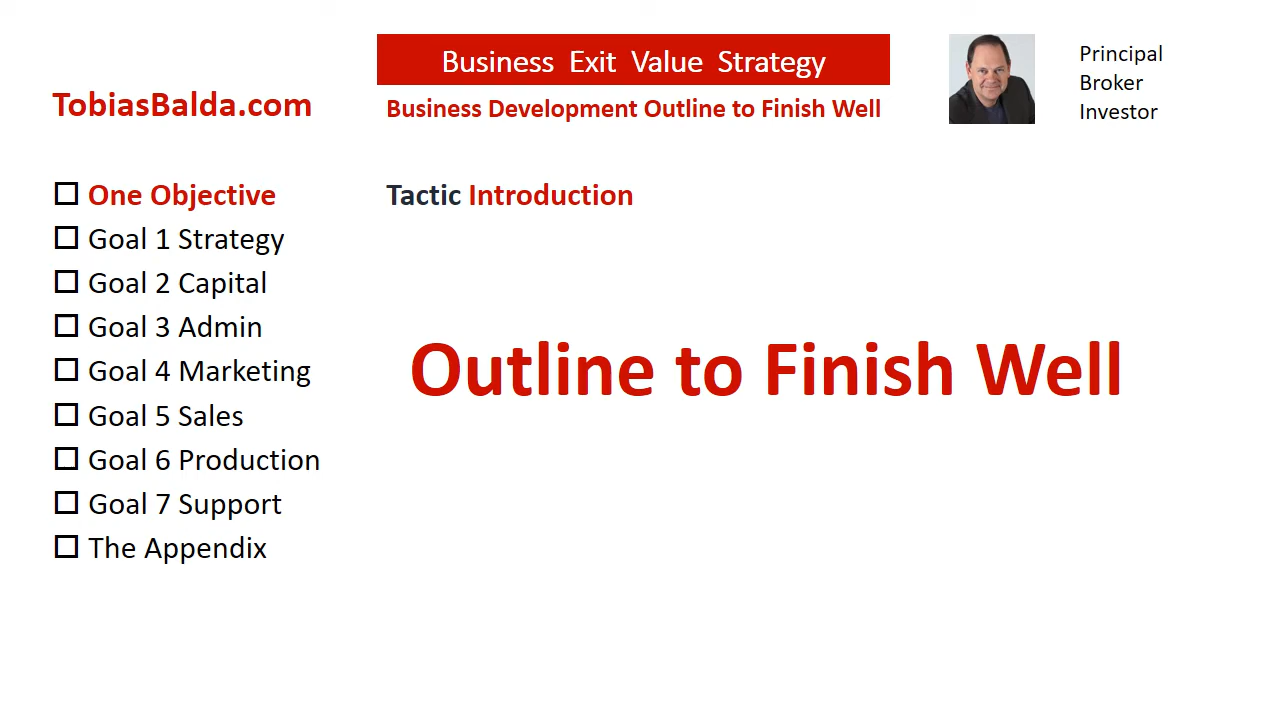 TobiasBalda.com
Business Exit Value Strategy
Business Development Outline to Finish Well
Principal
Broker
Investor
One Objective
Goal 1 Strategy
Goal 2 Capital
Goal 3 Admin
Goal 4 Marketing
Goal 5 Sales
Goal 6 Production
Goal 7 Support
The Appendix
Tactic Introduction
Outline to Finish Well